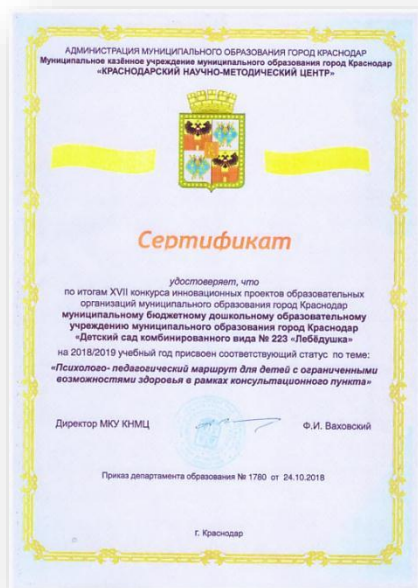 АДМИНИСТРАЦИЯ МУНИЦИПАЛЬНОГО ОБРАЗОВАНИЯ ГОРОД КРАСНОДАР
Муниципальное казённое учреждение муниципального образования город Краснодар
«КРАСНОДАРСКИЙ НАУЧНО-МЕТОДИЧЕСКИЙ ЦЕНТР»
Сертификат
удостоверяет, что
по итогам XVII конкурса инновационных проектов образовательных
организаций муниципального образования город Краснодар
муниципальному бюджетному дошкольному образовательному
учреждению муниципального образования город Краснодар
«Детский сад комбинированного вида № 223 «Лебёдушка»
на 2018/2019 учебный год присвоен соответствующий статус по теме:
«Психолого- педагогический маршрут для детей с ограниченными
возможностями здоровья в рамках консультационного пункта»
Директор МКУ КНМЦ Ф.И. Ваховский
Приказ департамента образования № 1780 от 24.10.2018
г. Краснодар